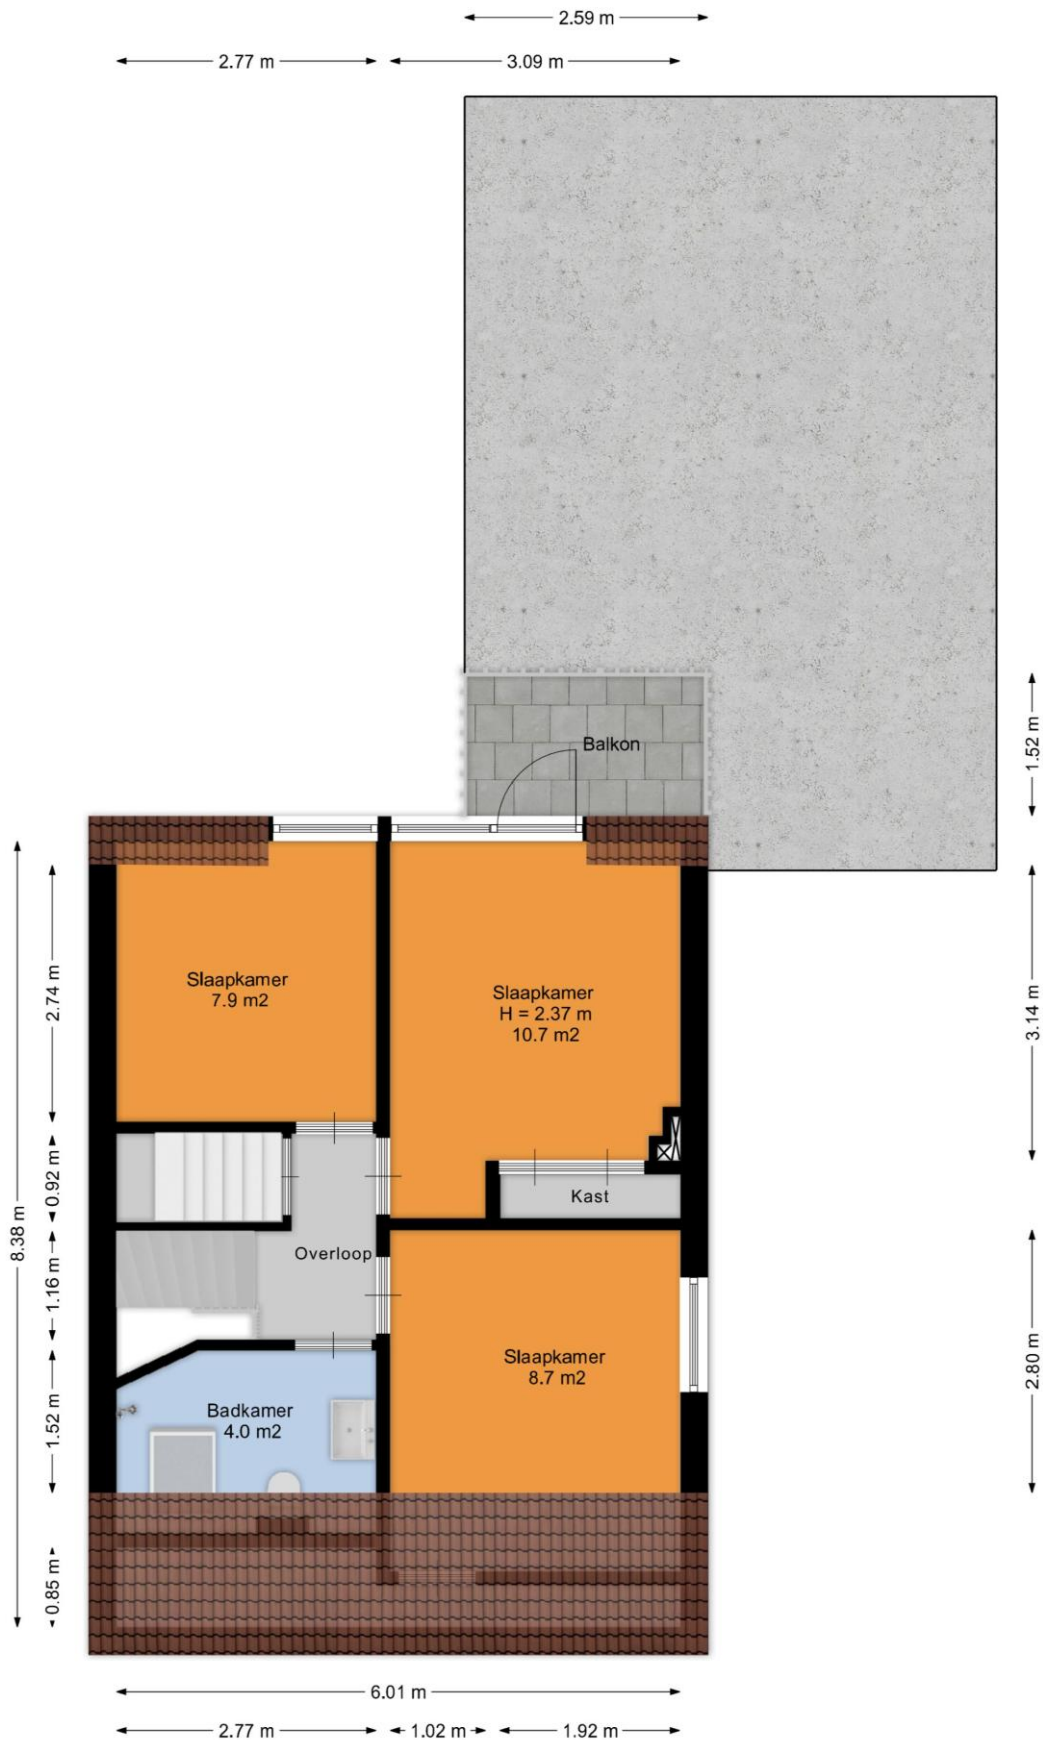 2.59 m
2.77 m
3.09 m
Balkon
1.52 m
Slaapkamer
7.9 m2
Slaapkamer
H = 2.37 m
10.7 m2
2.74 m
3.14 m
8.38 m
0.92 m
Kast
Overloop
1.16 m
Slaapkamer
8.7 m2
2.80 m
Badkamer
4.0 m2
1.52 m
0.85 m
6.01 m
2.77 m
1.02 m
1.92 m